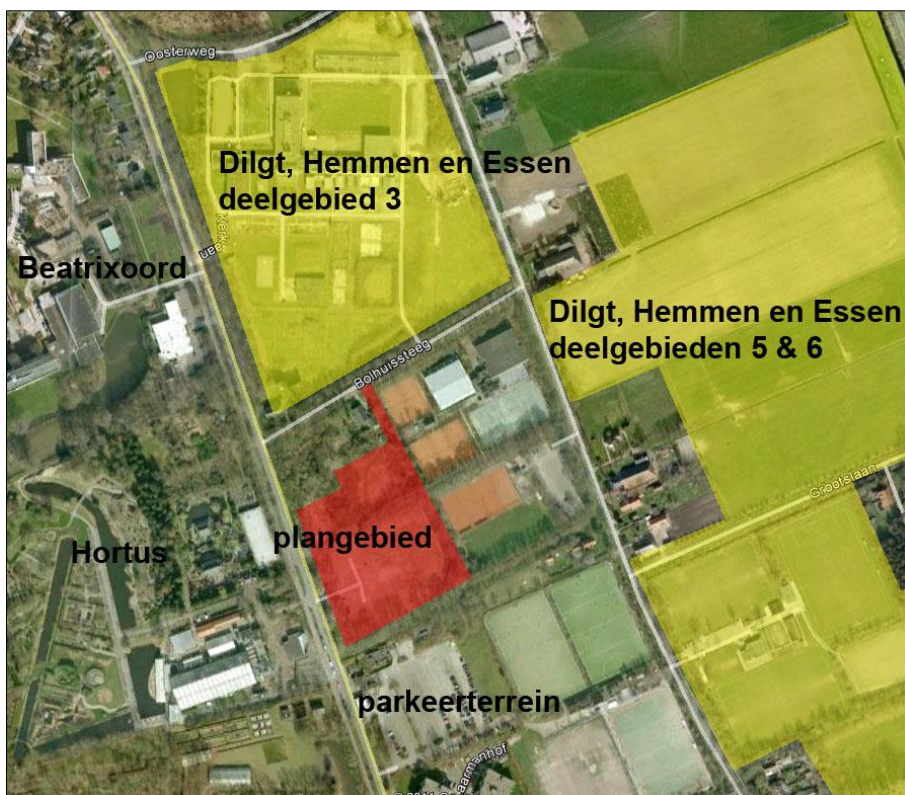 Oosterweg
Dilgt, Hemmen en Essen
deelgebied 3
Kerklaan
Beatrixoord
Dilgt, Hemmen en Essen
deelgebieden 5 & 6
Bolhuissteeg
Grootslaan
plangebied
Hortus
parkeerterrein